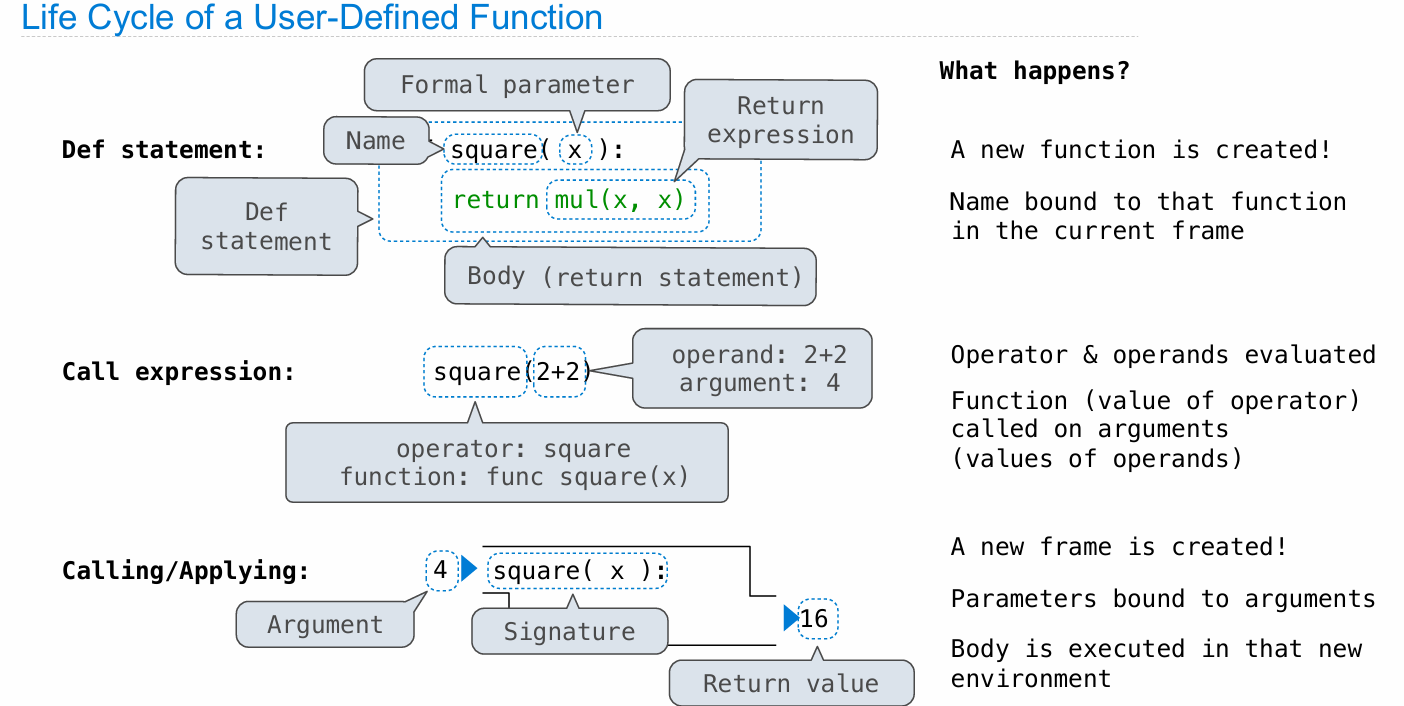 Life Cycle of a User-Defined Function
What happens?
Formal parameter
Return
expression
Name
Def statement:
square( x ):
A new function is created!
return mul(x, x)
Name bound to that function
in the current frame
Def
statement
Body (return statement)
Call expression:
square(2+2)
operand: 2+2
argument: 4
Operator & operands evaluated
Function (value of operator)
called on arguments
(values of operands)
operator: square
function: func square(x)
Calling/Applying:
4
square( x ):
A new frame is created!
Argument
Signature
16
Parameters bound to arguments
Return value
Body is executed in that new
environment